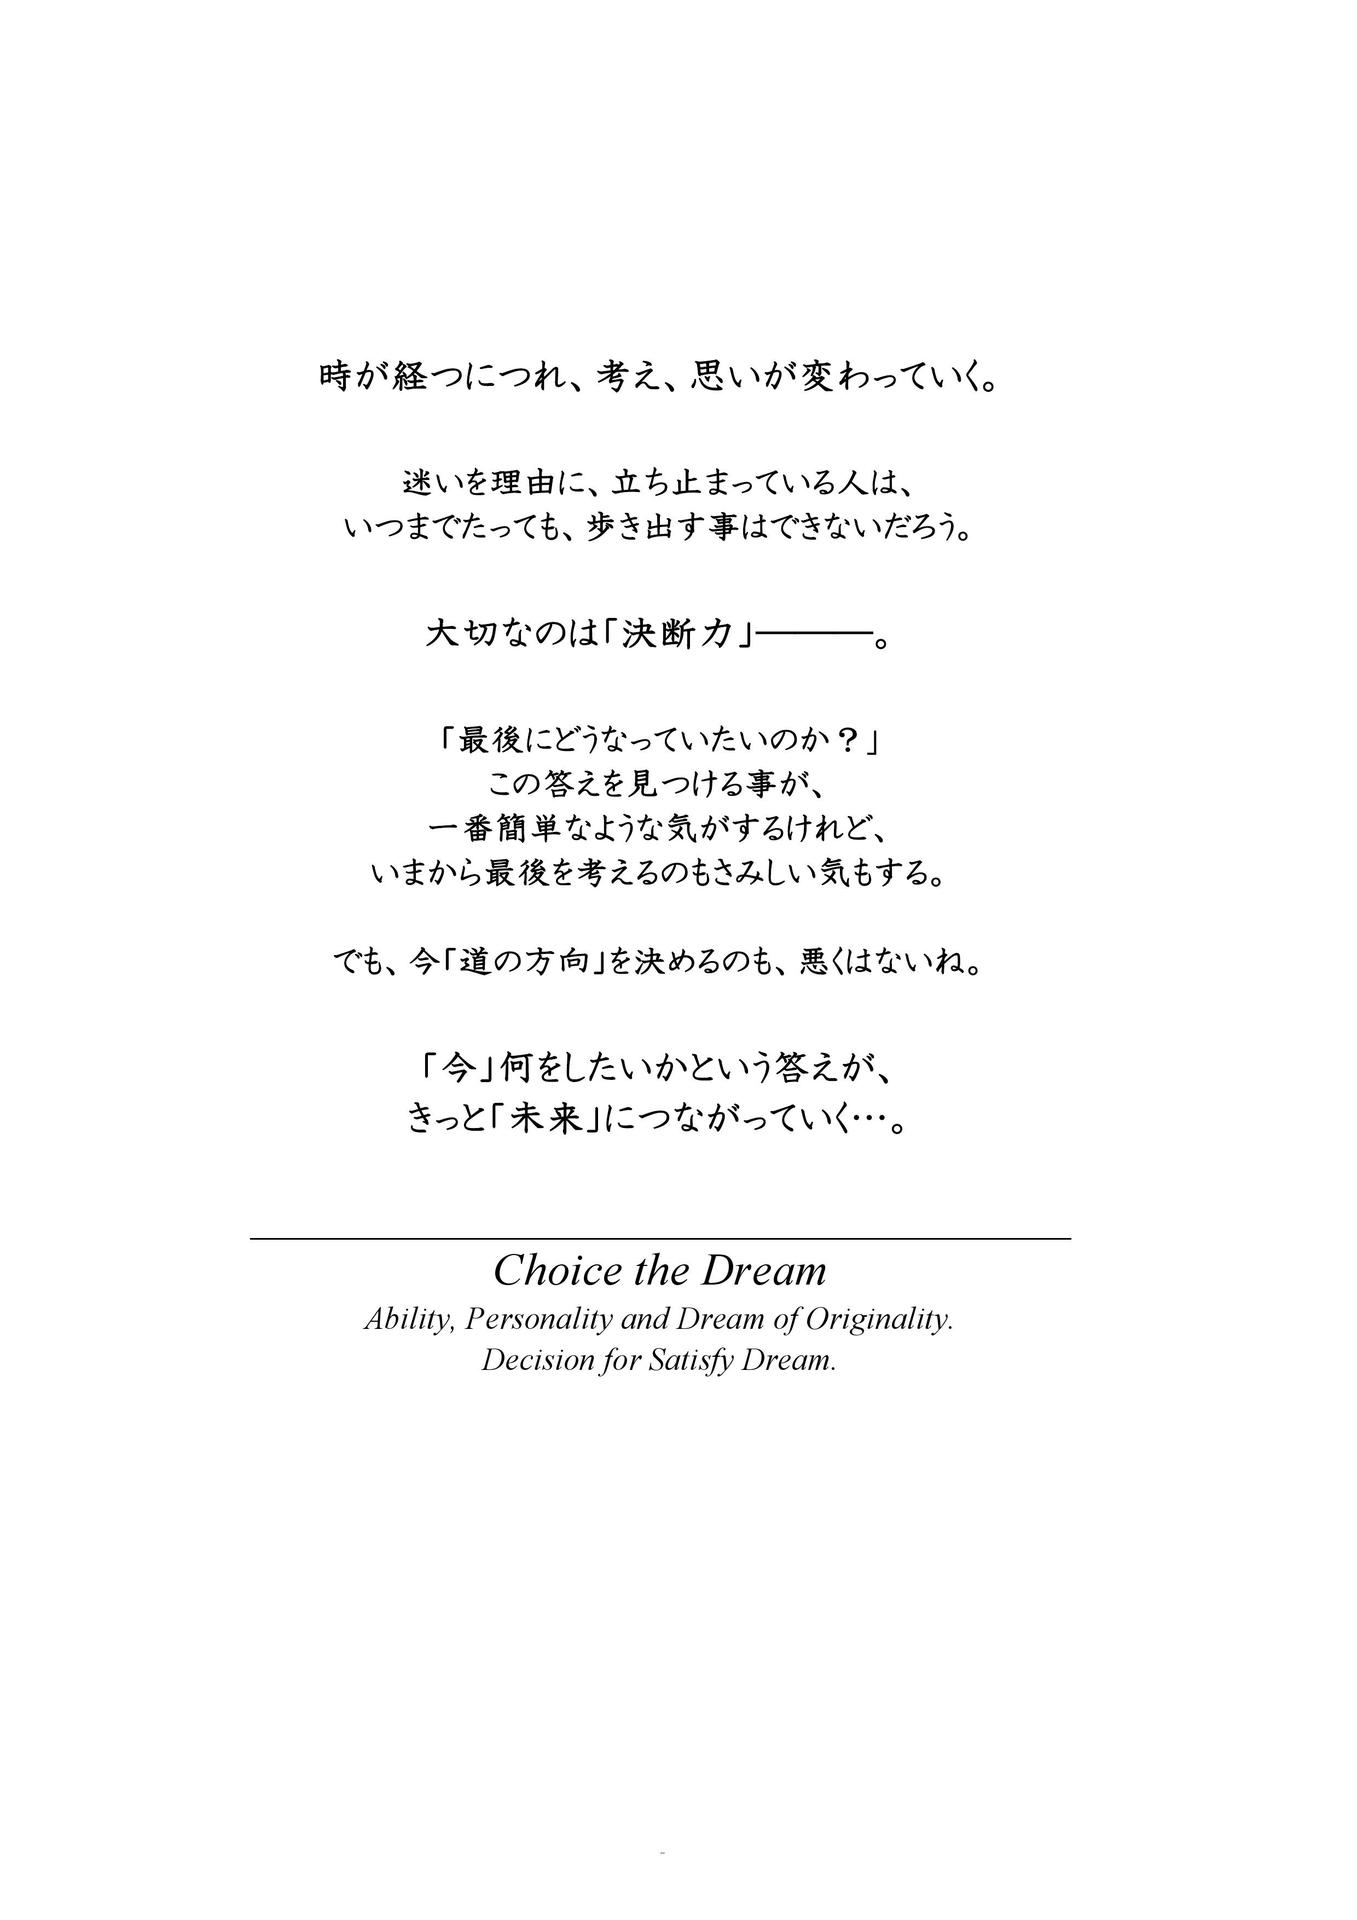 時が経つにつれ、考え、思いが変わっていく。
迷いを理由に、立ち止まっている人は、
いつまでたっても、歩き出す事はできないだろう。
大切なのは「決断力」―――。
「最後にどうなっていたいのか？」
この答えを見つける事が、
一番簡単なような気がするけれど、
いまから最後を考えるのもさみしい気もする。
でも、今「道の方向」を決めるのも、悪くはないね。
「今」何をしたいかという答えが、
きっと「未来」につながっていく…。
Choice the Dream
Ability, Personality and Dream of Originality.
Decision for Satisfy Dream.
-